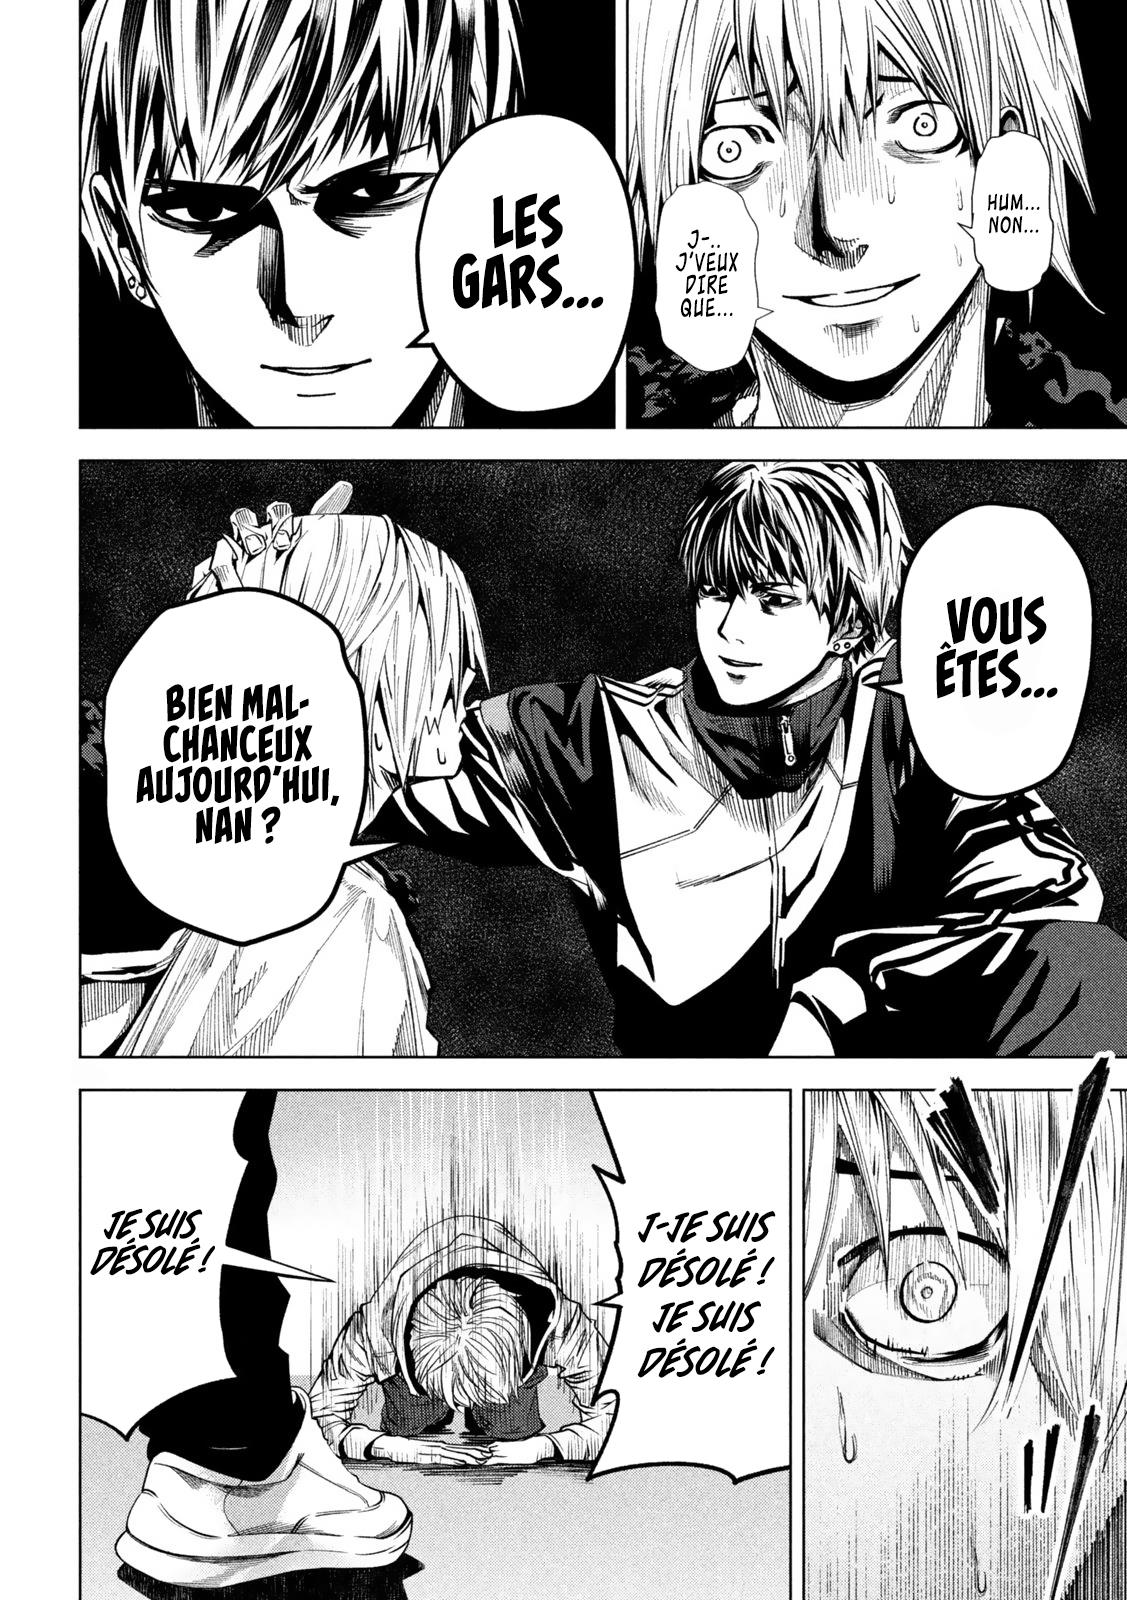 HUM...
NON...
J-..
J'VEUX
DIRE
QUE...
LES
GARS...
VOUS
ÊTES...
BIEN MAL-
CHANCEUX
AUJOURD'HUI,
NAN ?
J-JE SUIS
DÉSOLÉ !
JE SUIS
DÉSOLÉ !
JE SUIS
DÉSOLÉ !